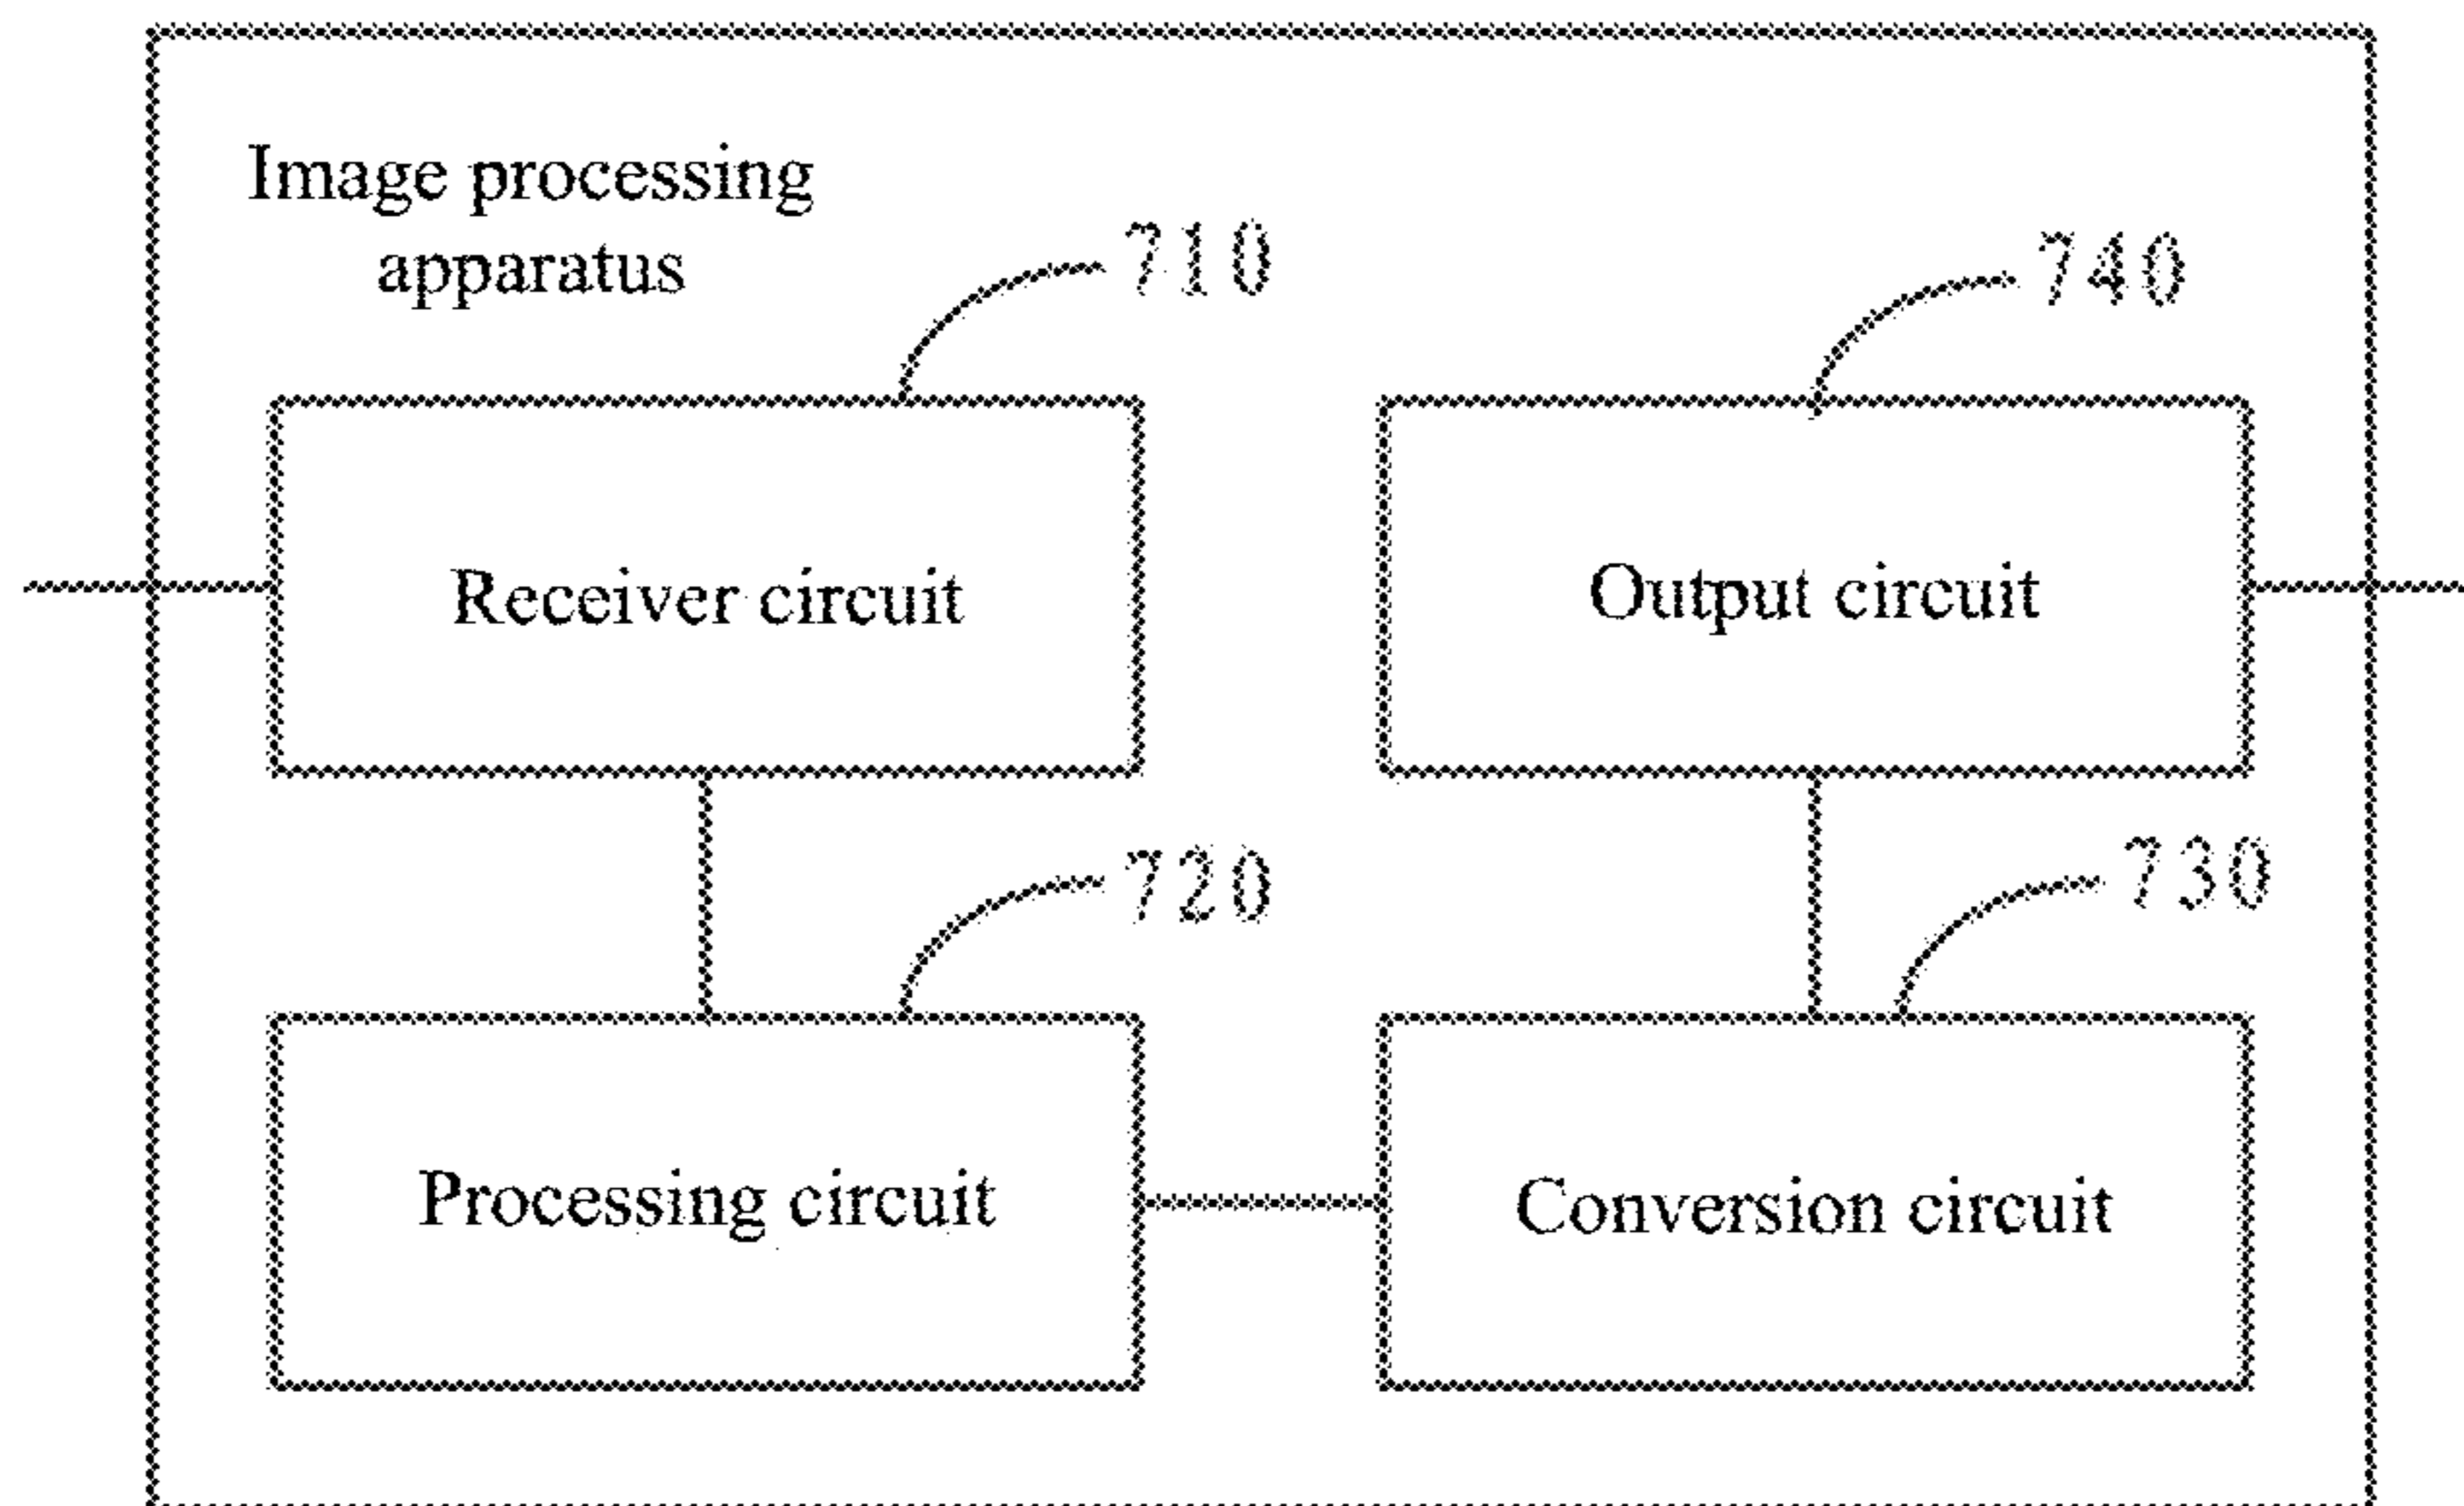 Image processing
apparatus
710
740
Receiver circuit
Output circuit
720
730
Processing circuit
Conversion circuit